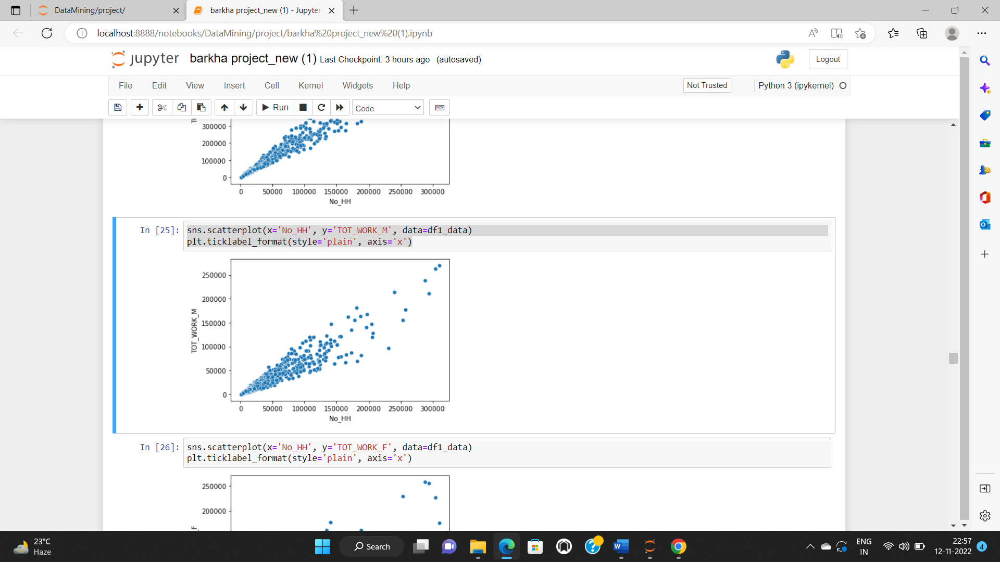 DataMining/project/
barkha project_new (1) - Jupyter
localhost:8888/notebooks/DataMining/project/barkha%20project_new%20(1).ipynb
jupyter barkha project_new (1) Last Checkpoint: 3 hours ago (autosaved)
Logout
File Edit View Insert Cell Kernel Widgets Help
Not Trusted
Python 3 (ipykernel)
Run
Code
300000
200000
100000
0
0 50000 100000 150000 200000 250000 300000
No_HH
In [25]: sns.scatterplot(x='No_HH', y='TOT_WORK_M', data=df1_data)
plt.ticklabel_format(style='plain', axis='x')
250000
200000
150000
100000
50000
0
TOT_WORK_M
0 50000 100000 150000 200000 250000 300000
No_HH
In [26]: sns.scatterplot(x='No_HH', y='TOT_WORK_F', data=df1_data)
plt.ticklabel_format(style='plain', axis='x')
250000
200000
F
23°C
Haze
Search
ENG
IN
22:57
12-11-2022
4